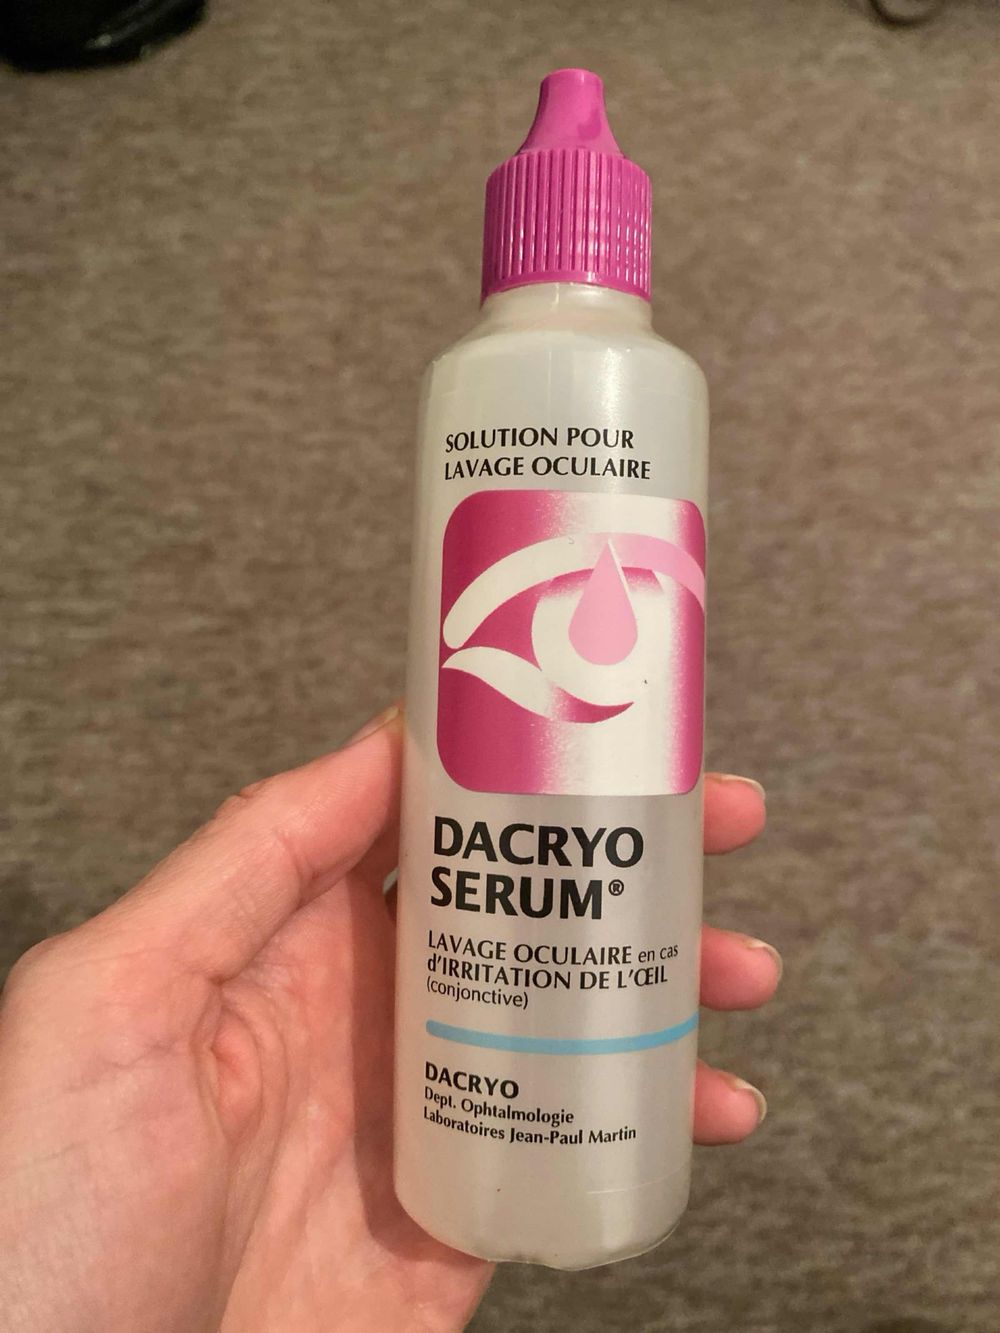 SOLUTION POUR
LAVAGE OCULAIRE
DACRYO
SERUM®
LAVAGE OCULAIRE en cas
d'IRRITATION DE L'ŒIL
(conjonctive)
DACRYO
Dept. Ophtalmologie
Laboratoires Jean-Paul Martin